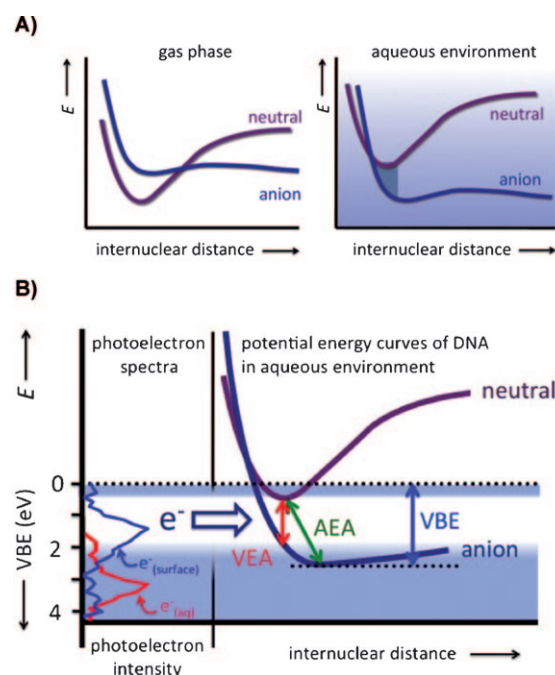 A)
gas phase
aqueous environment
E
neutral
anion
internuclear distance
E
neutral
anion
internuclear distance
B)
photoelectron
spectra
potential energy curves of DNA
in aqueous environment
E
VBE (eV)
0
2
4
neutral
e-
VEA
AEA
VBE
anion
e-(surface)
e-(aq)
photoelectron
intensity
internuclear distance